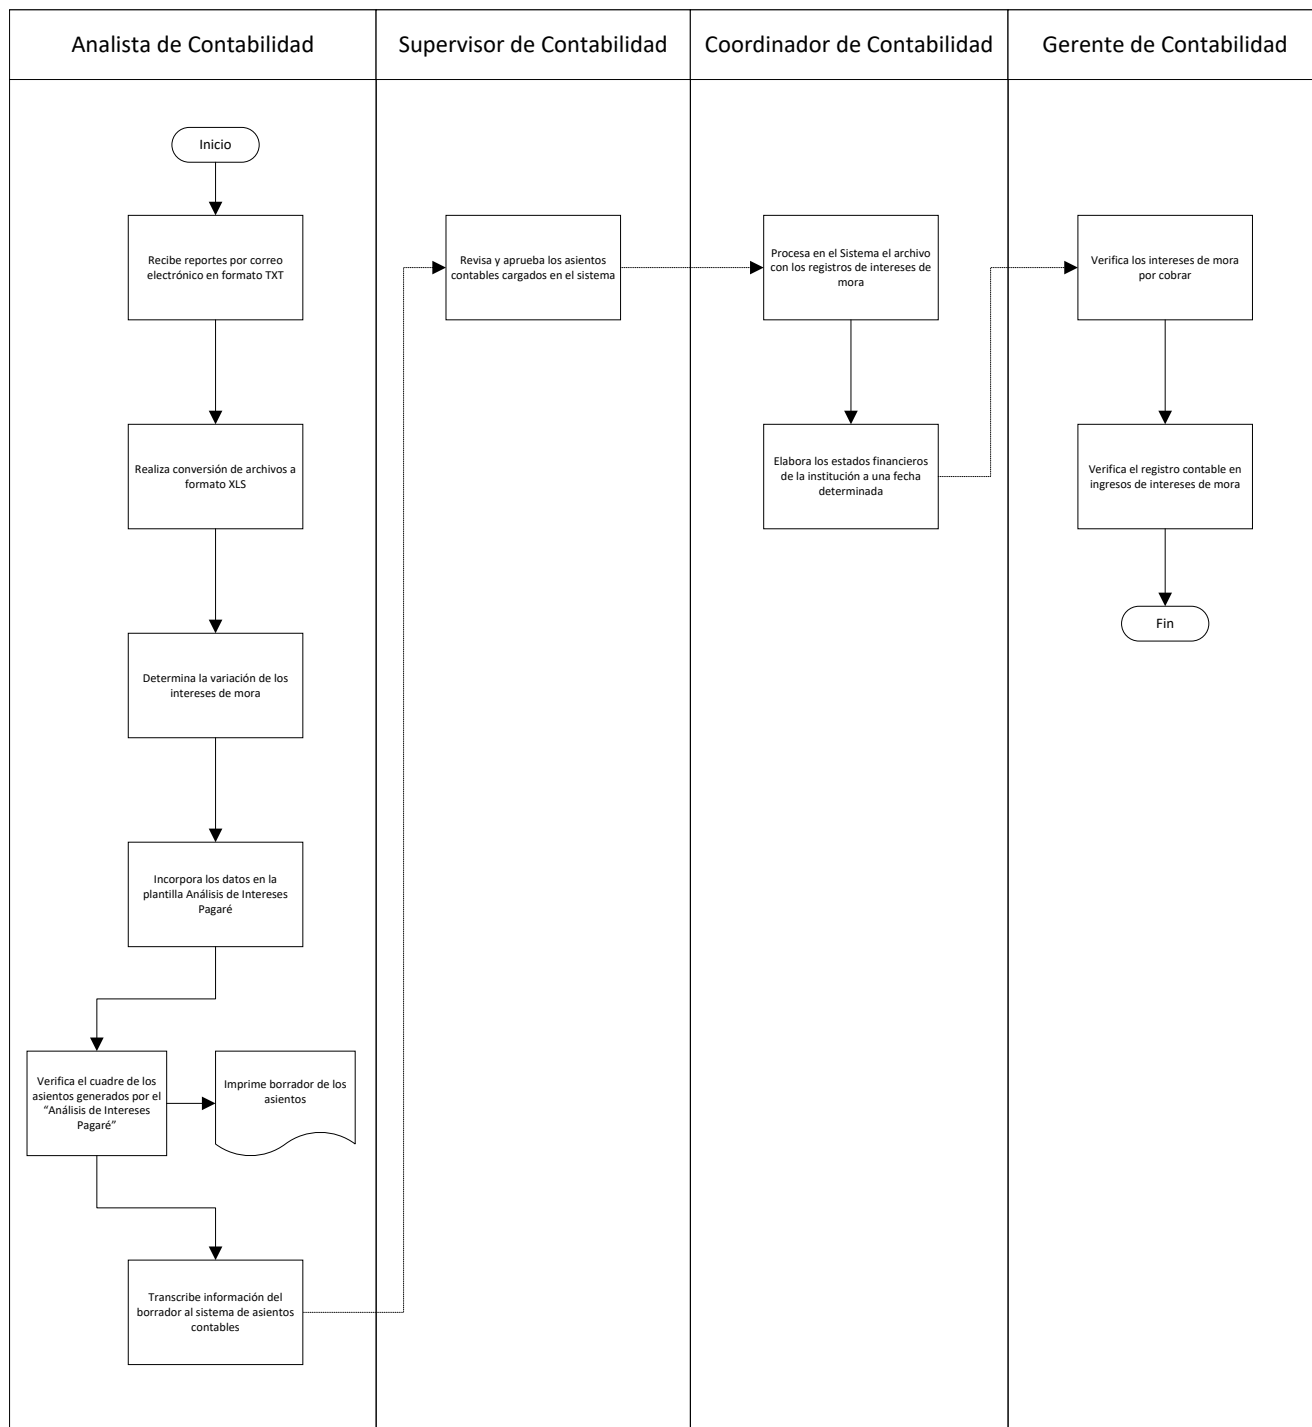 Analista de Contabilidad
Supervisor de Contabilidad
Coordinador de Contabilidad
Gerente de Contabilidad
Inicio
Recibe reportes por correo
electrónico en formato TXT
Realiza conversión de archivos a
formato XLS
Determina la variación de los
intereses de mora
Incorpora los datos en la
plantilla Análisis de Intereses
Pagaré
Verifica el cuadre de los
asientos generados por el
“Análisis de Intereses
Pagaré”
Imprime borrador de los
asientos
Transcribe información del
borrador al sistema de asientos
contables
Revisa y aprueba los asientos
contables cargados en el sistema
Procesa en el Sistema el archivo
con los registros de intereses de
mora
Elabora los estados financieros
de la institución a una fecha
determinada
Verifica los intereses de mora
por cobrar
Verifica el registro contable en
ingresos de intereses de mora
Fin